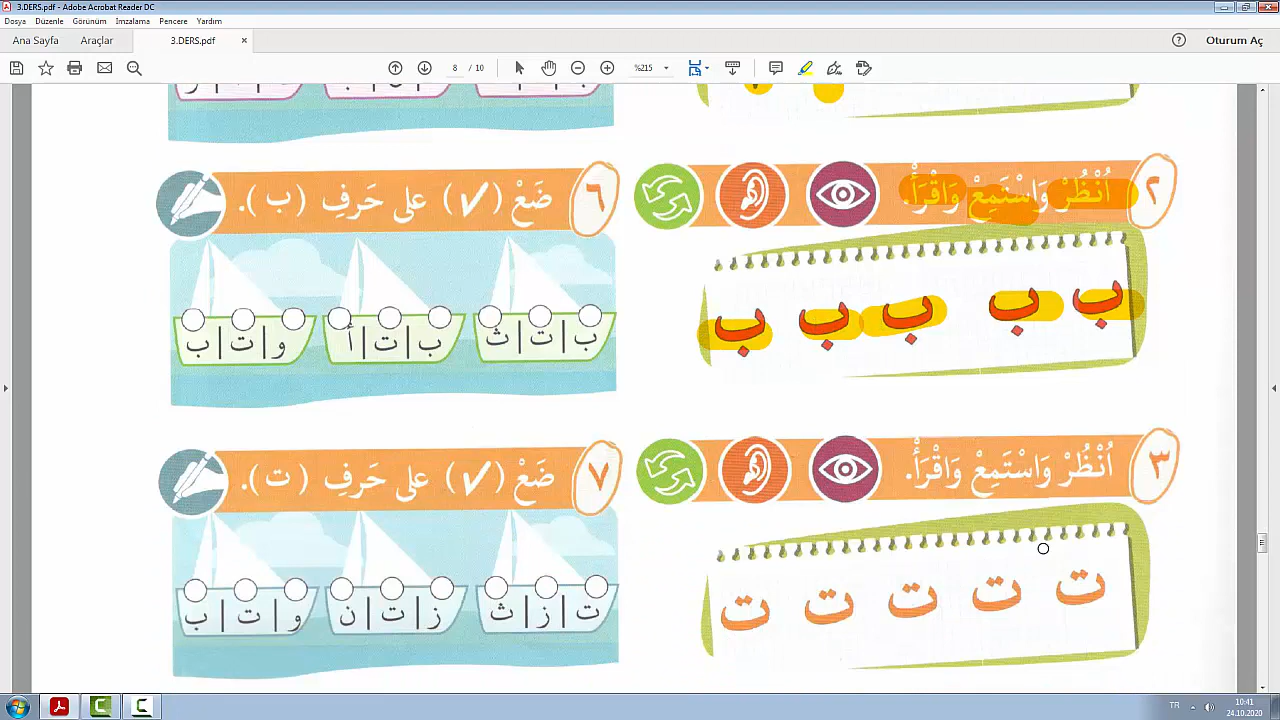 3.DERS.pdf - Adobe Acrobat Reader DC
Dosya Düzenle Görünüm İmzalama Pencere Yardım
Ana Sayfa Araçlar 3.DERS.pdf × Oturum Aç
8 / 10 %215
٢ اُنْظُرْ وَاسْتَمِعْ وَاقْرَأْ.
ب ب ب ب ب
٦ ضَعْ (✓) على حَرفِ (ب).
ب | ت | ث
ب | ت | أ
و | ت | ب
٣ اُنْظُرْ وَاسْتَمِعْ وَاقْرَأْ.
ت ت ت ت ت
٧ ضَعْ (✓) على حَرفِ (ت).
ت | ز | ث
ز | ت | ن
و | ت | ب
TR 10:41
24.10.2020